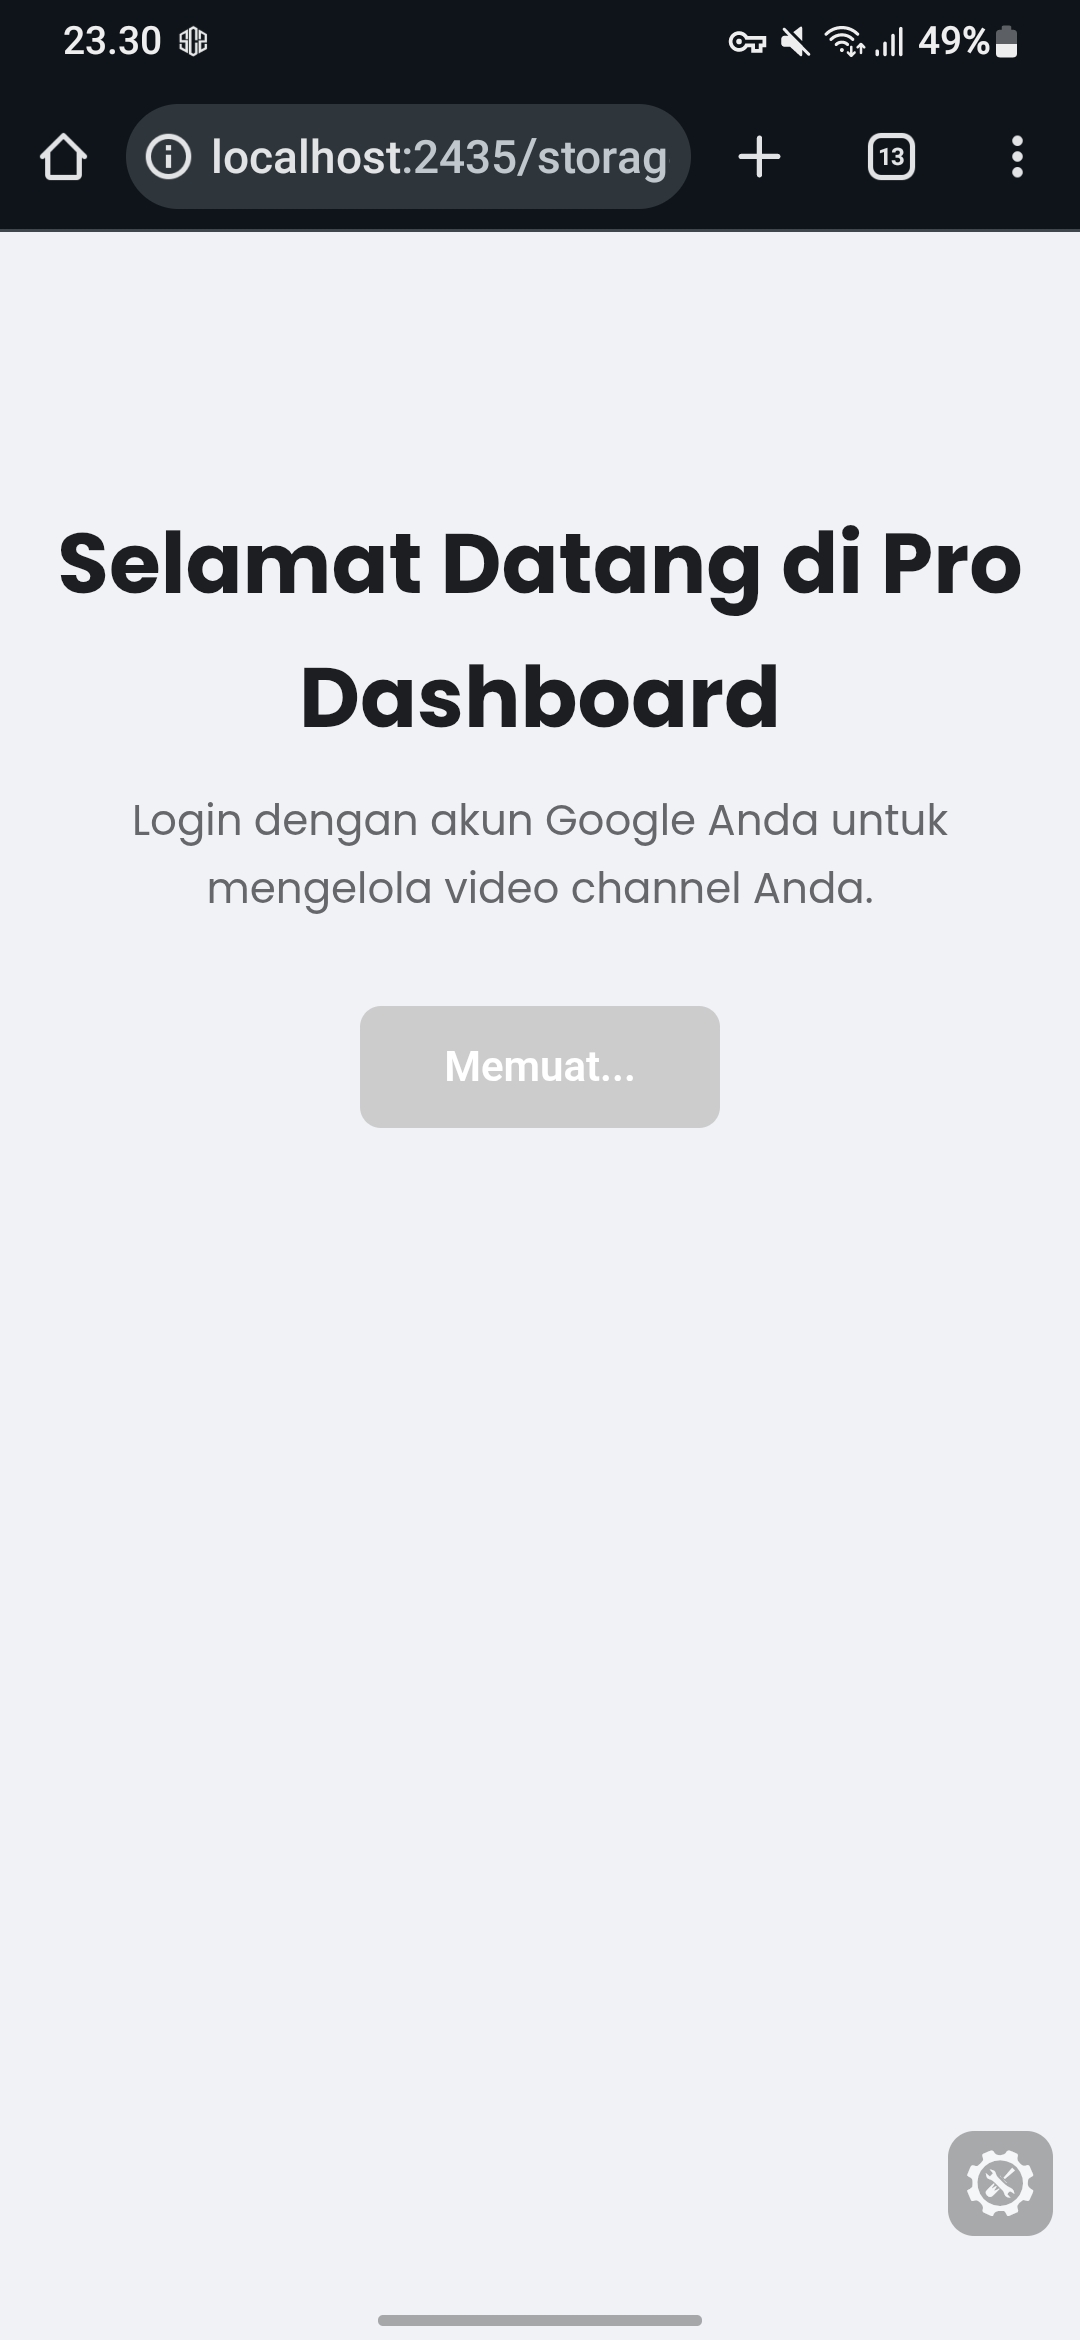 23.30
49%
localhost:2435/storag
13
Selamat Datang di Pro
Dashboard
Login dengan akun Google Anda untuk
mengelola video channel Anda.
Memuat...